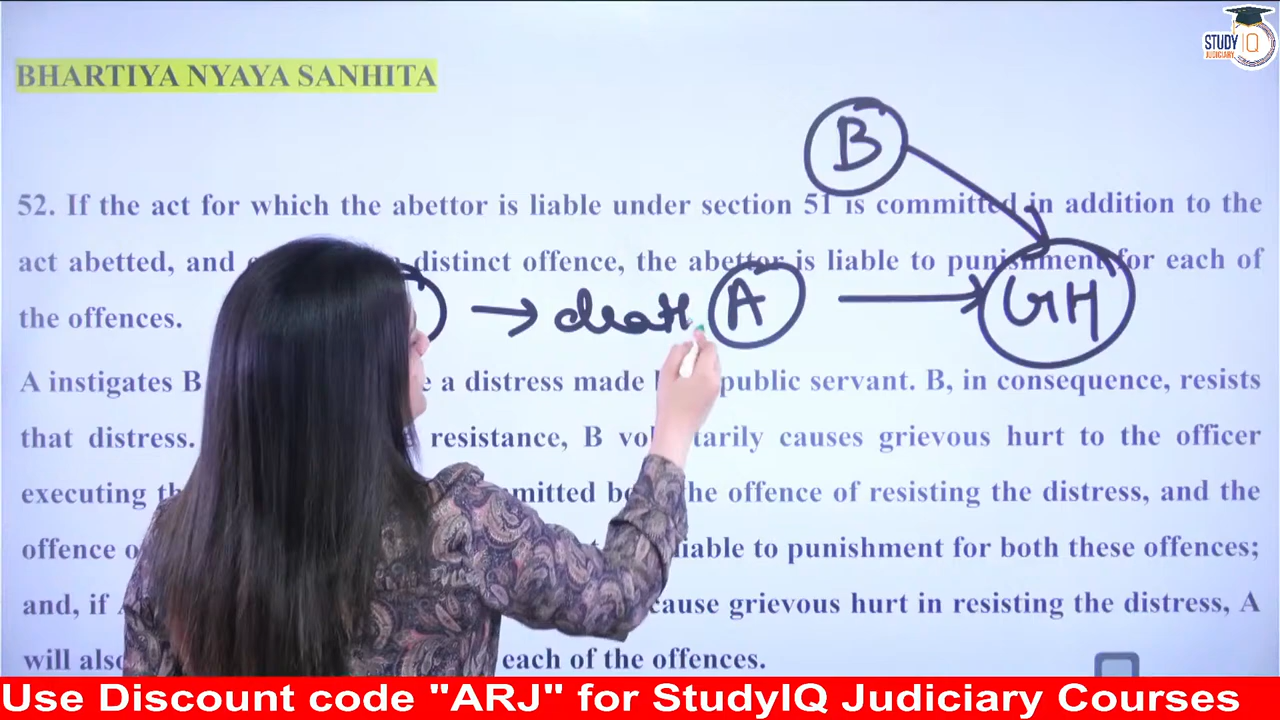 STUDY IQ
JUDICIARY
BHARTIYA NYAYA SANHITA
B
52. If the act for which the abettor is liable under section 51 is committed in addition to the
act abetted, and distinct offence, the abettor is liable to punishment for each of
the offences.
death A GH
A instigates B a distress made public servant. B, in consequence, resists
that distress. resistance, B causes grievous hurt to the officer
executing the offence of resisting the distress, and the
offence liable to punishment for both these offences;
and, if cause grievous hurt in resisting the distress, A
will each of the offences.
Use Discount code "ARJ" for StudyIQ Judiciary Courses